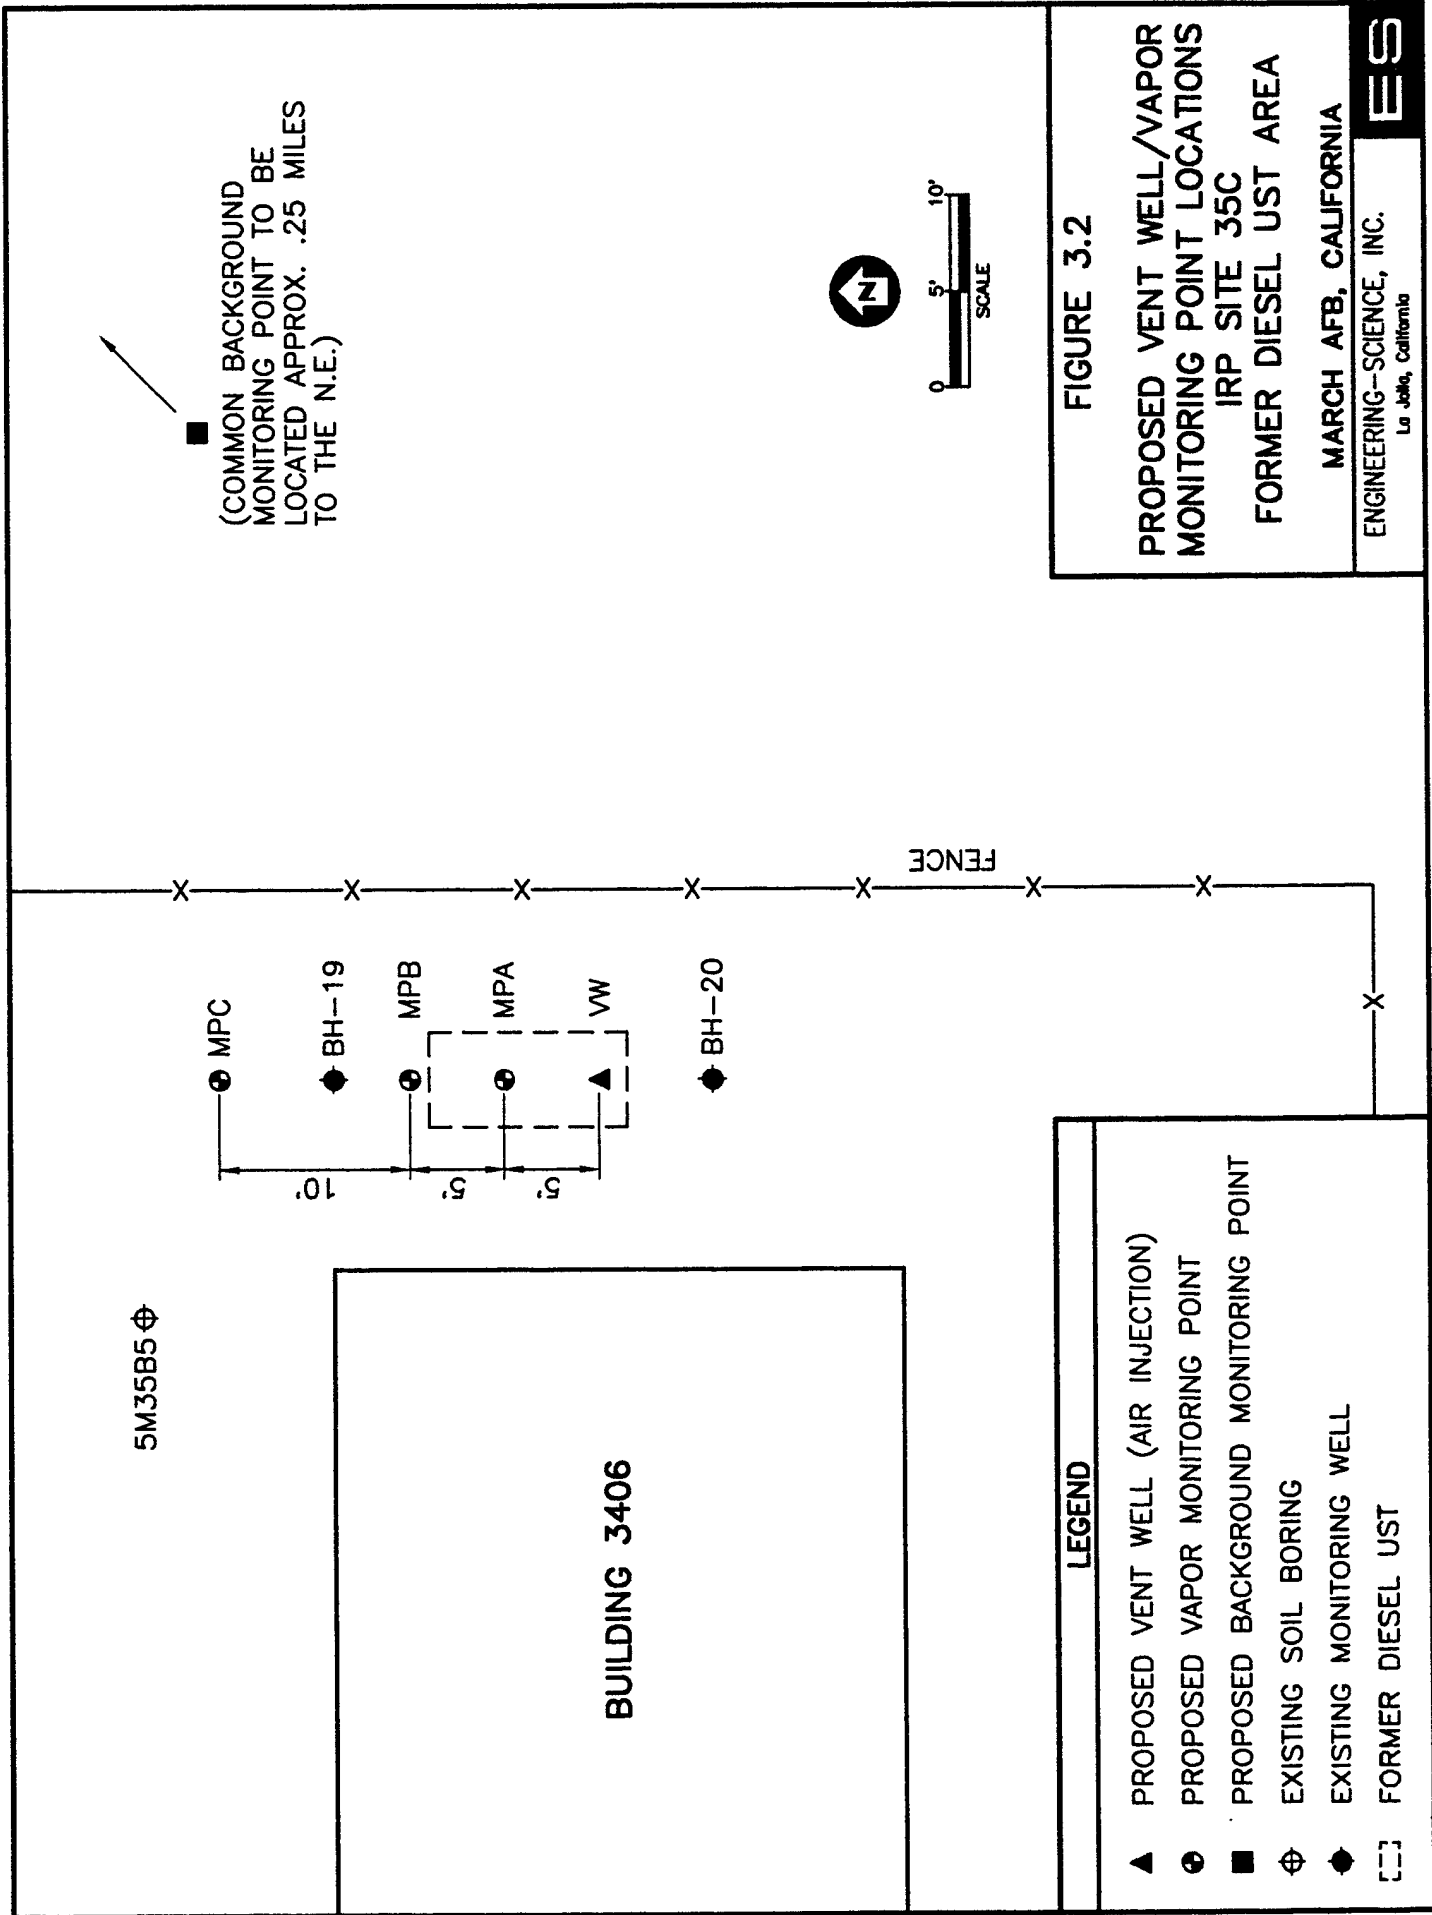 5M35B5
MPC
BH-19
MPB
MPA
VW
BH-20
10'
5'
5'
BUILDING 3406
FENCE
X
X
X
X
X
X
X
X
(COMMON BACKGROUND
MONITORING POINT TO BE
LOCATED APPROX. .25 MILES
TO THE N.E.)
N
0
5'
10'
SCALE
LEGEND
PROPOSED VENT WELL (AIR INJECTION)
PROPOSED VAPOR MONITORING POINT
PROPOSED BACKGROUND MONITORING POINT
EXISTING SOIL BORING
EXISTING MONITORING WELL
FORMER DIESEL UST
FIGURE 3.2
PROPOSED VENT WELL/VAPOR
MONITORING POINT LOCATIONS
IRP SITE 35C
FORMER DIESEL UST AREA
MARCH AFB, CALIFORNIA
ENGINEERING-SCIENCE, INC.
La Jolla, California
ES